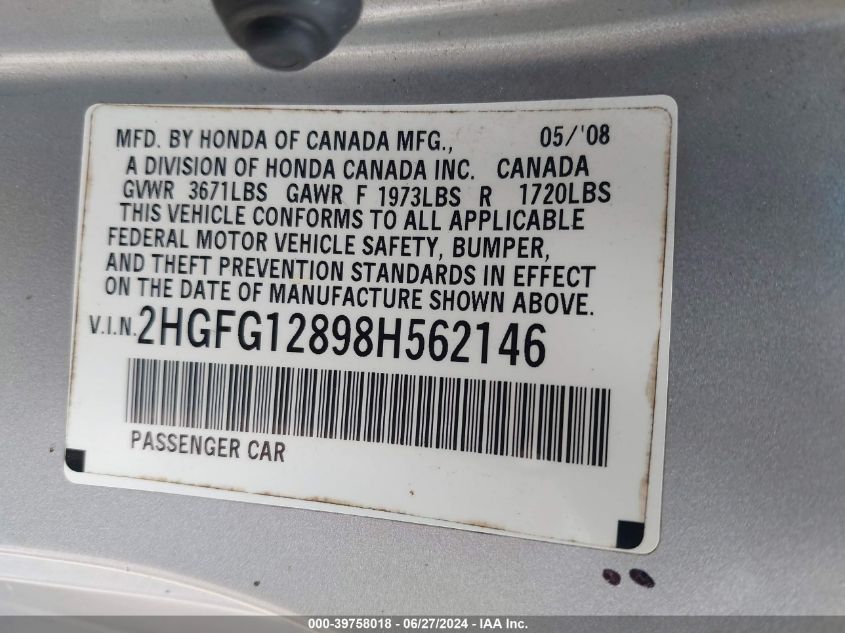 MFD. BY HONDA OF CANADA MFG., 05/'08
A DIVISION OF HONDA CANADA INC. CANADA
GVWR 3671LBS GAWR F 1973LBS R 1720LBS
THIS VEHICLE CONFORMS TO ALL APPLICABLE
FEDERAL MOTOR VEHICLE SAFETY, BUMPER,
AND THEFT PREVENTION STANDARDS IN EFFECT
ON THE DATE OF MANUFACTURE SHOWN ABOVE.
V.I.N. 2HGFG12898H562146
PASSENGER CAR
000-39758018 - 06/27/2024 - IAA Inc.